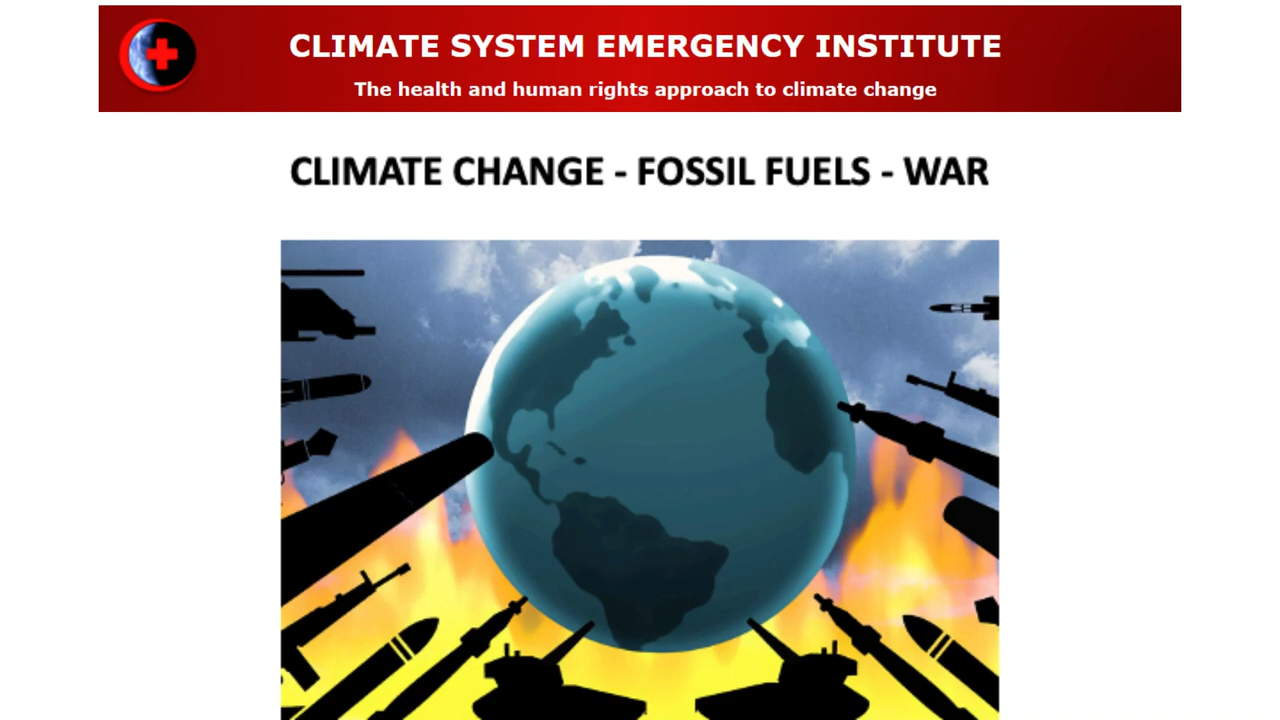 CLIMATE SYSTEM EMERGENCY INSTITUTE
The health and human rights approach to climate change
CLIMATE CHANGE - FOSSIL FUELS - WAR